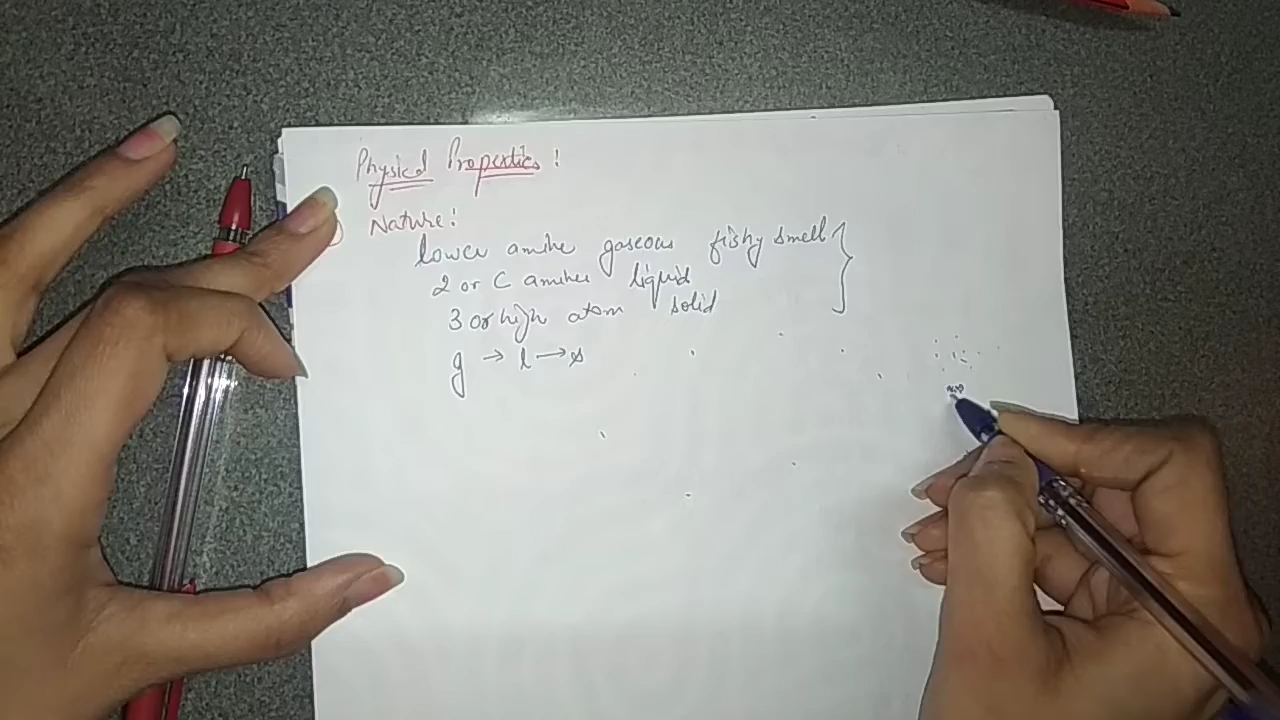 Physical Properties:
Nature:
lower amine gaseous fishy smell }
2 or C amines liquid
3 or high atom solid
g → l → s